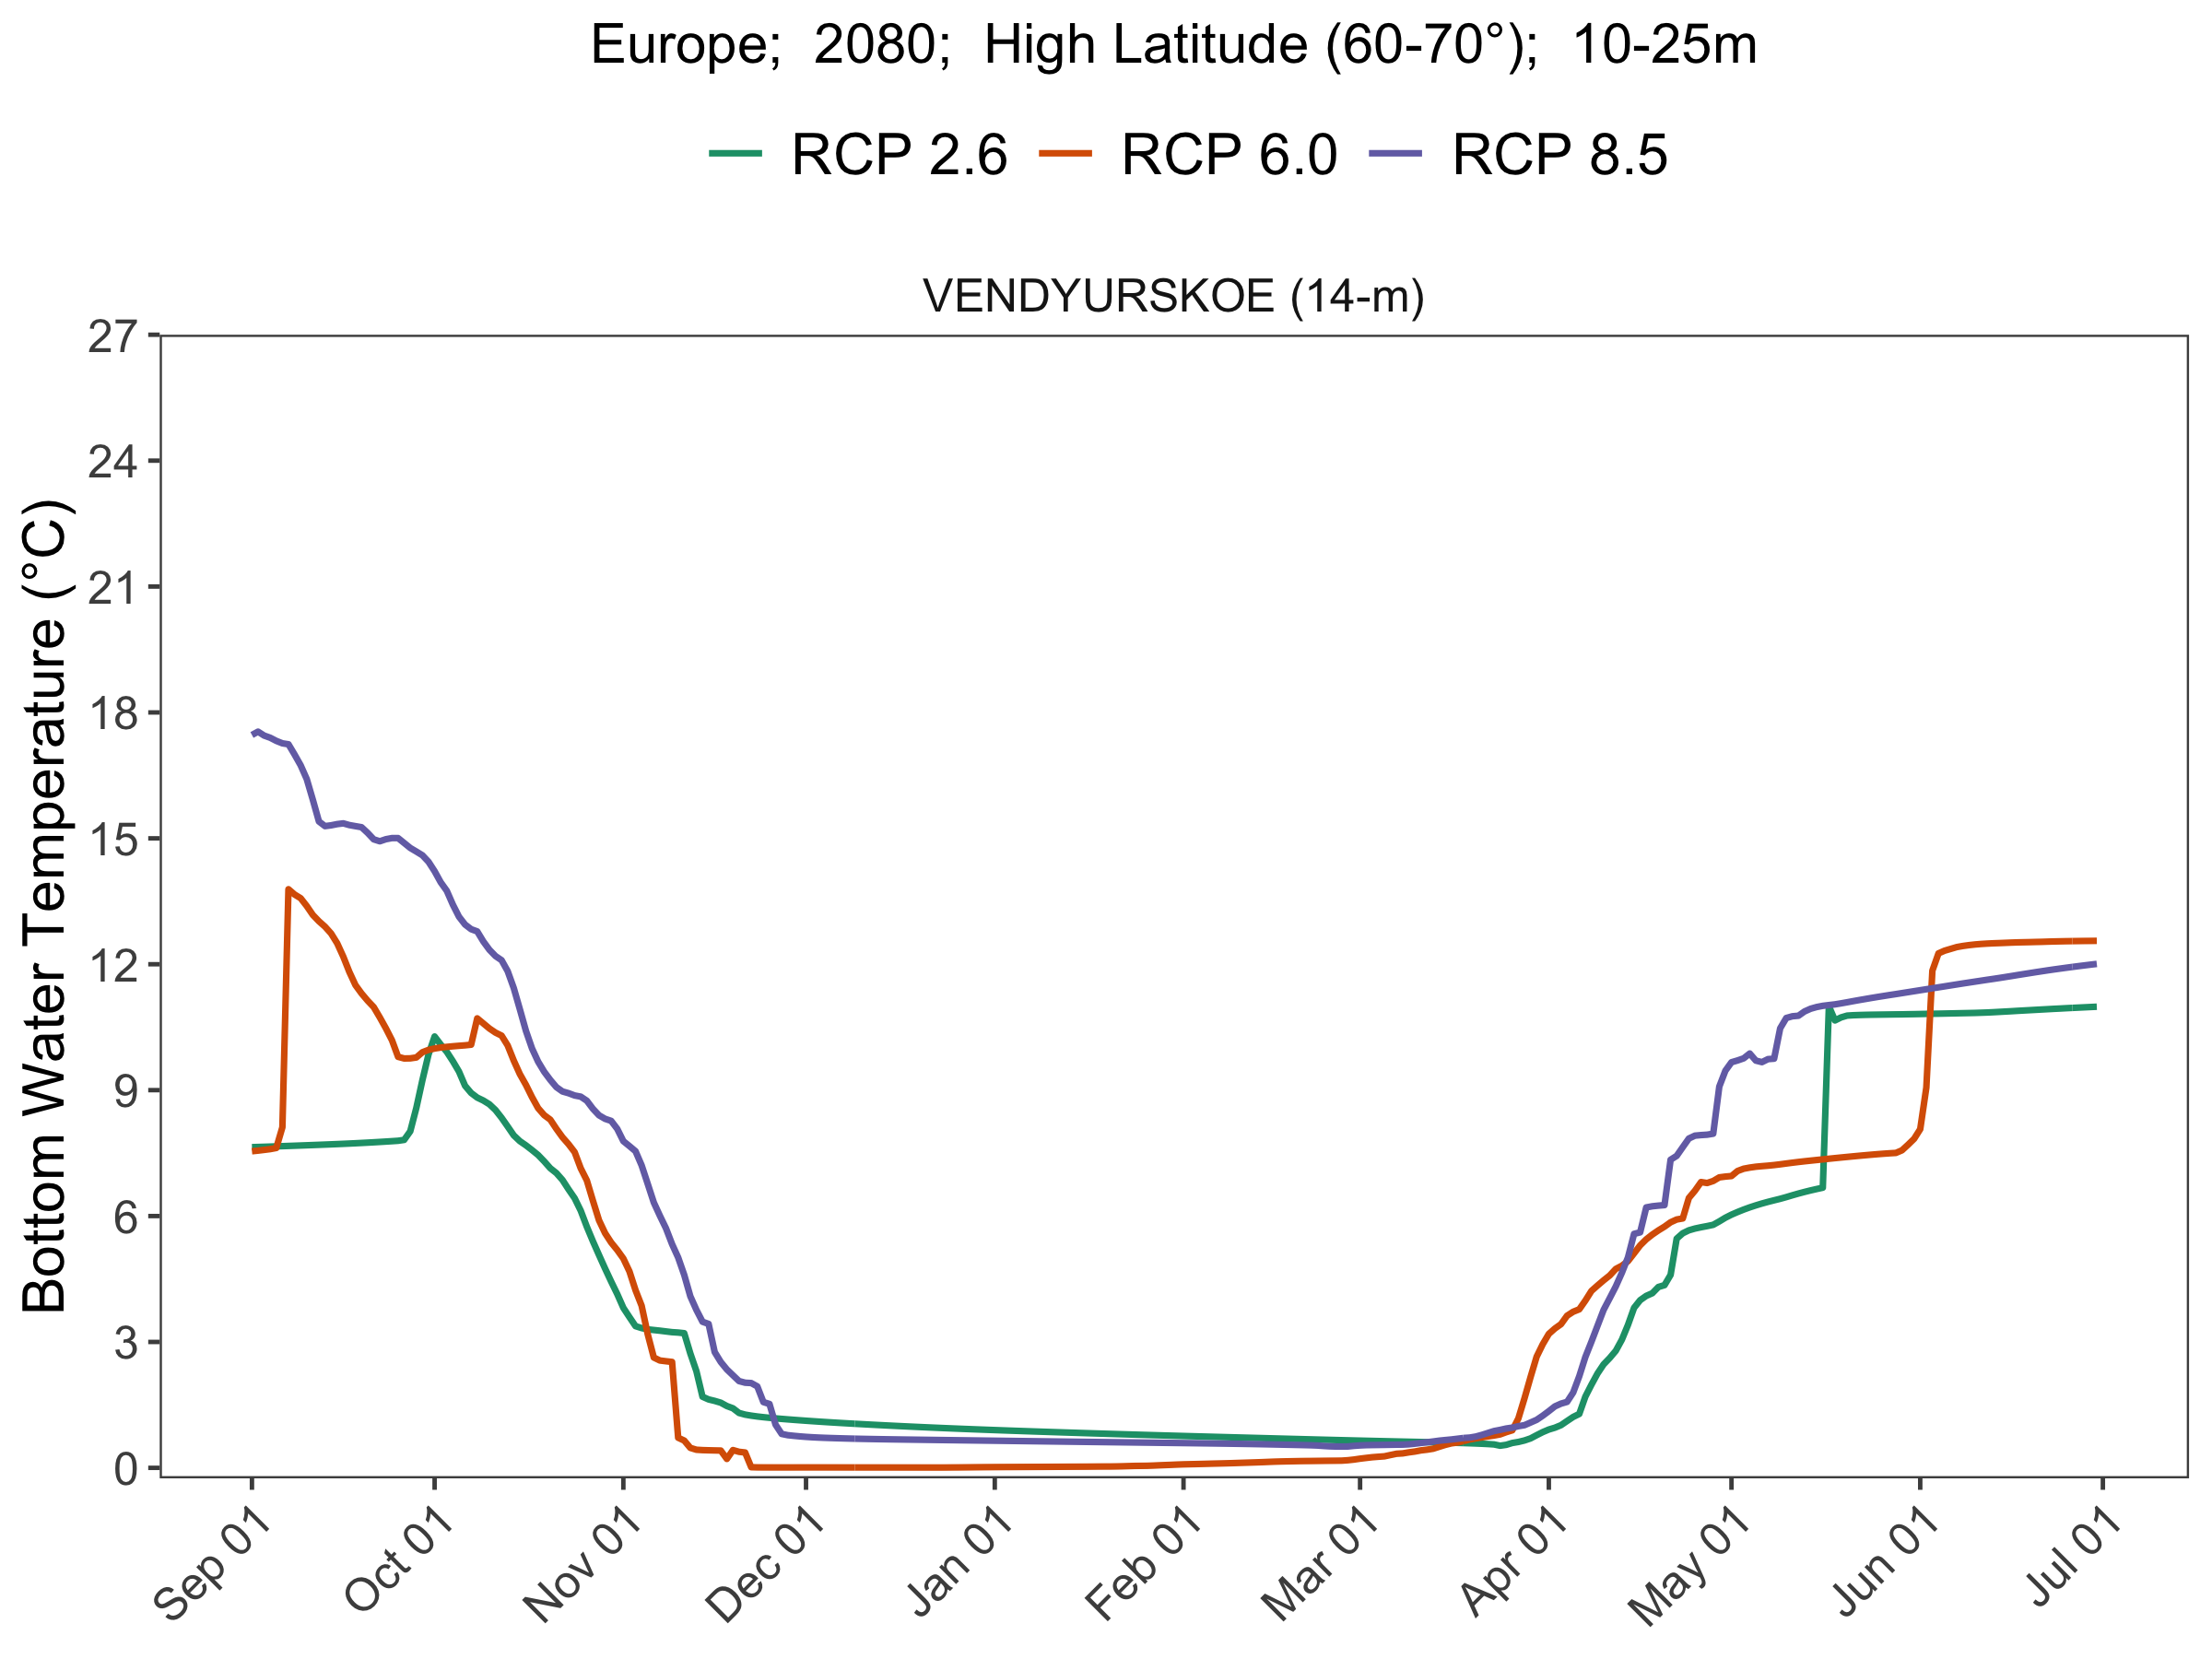 Europe;  2080;  High Latitude (60-70°);  10-25m
RCP 2.6 RCP 6.0 RCP 8.5
VENDYURSKOE (14-m)
Bottom Water Temperature (°C)
27
24
21
18
15
12
9
6
3
0
Sep 01 Oct 01 Nov 01 Dec 01 Jan 01 Feb 01 Mar 01 Apr 01 May 01 Jun 01 Jul 01